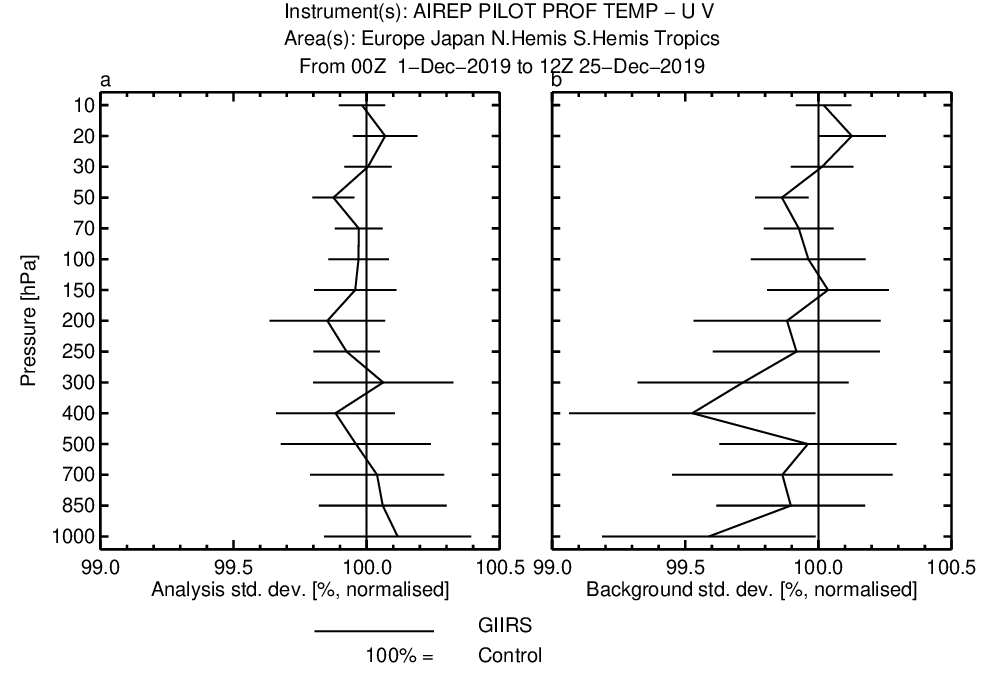 Instrument(s): AIREP PILOT PROF TEMP – U V
Area(s): Europe Japan N.Hemis S.Hemis Tropics
From 00Z 1–Dec–2019 to 12Z 25–Dec–2019
a
b
10
20
30
50
70
100
150
200
250
300
400
500
700
850
1000
Pressure [hPa]
99.0 99.5 100.0 100.5 99.0 99.5 100.0 100.5
Analysis std. dev. [%, normalised] Background std. dev. [%, normalised]
GIIRS
100% = Control